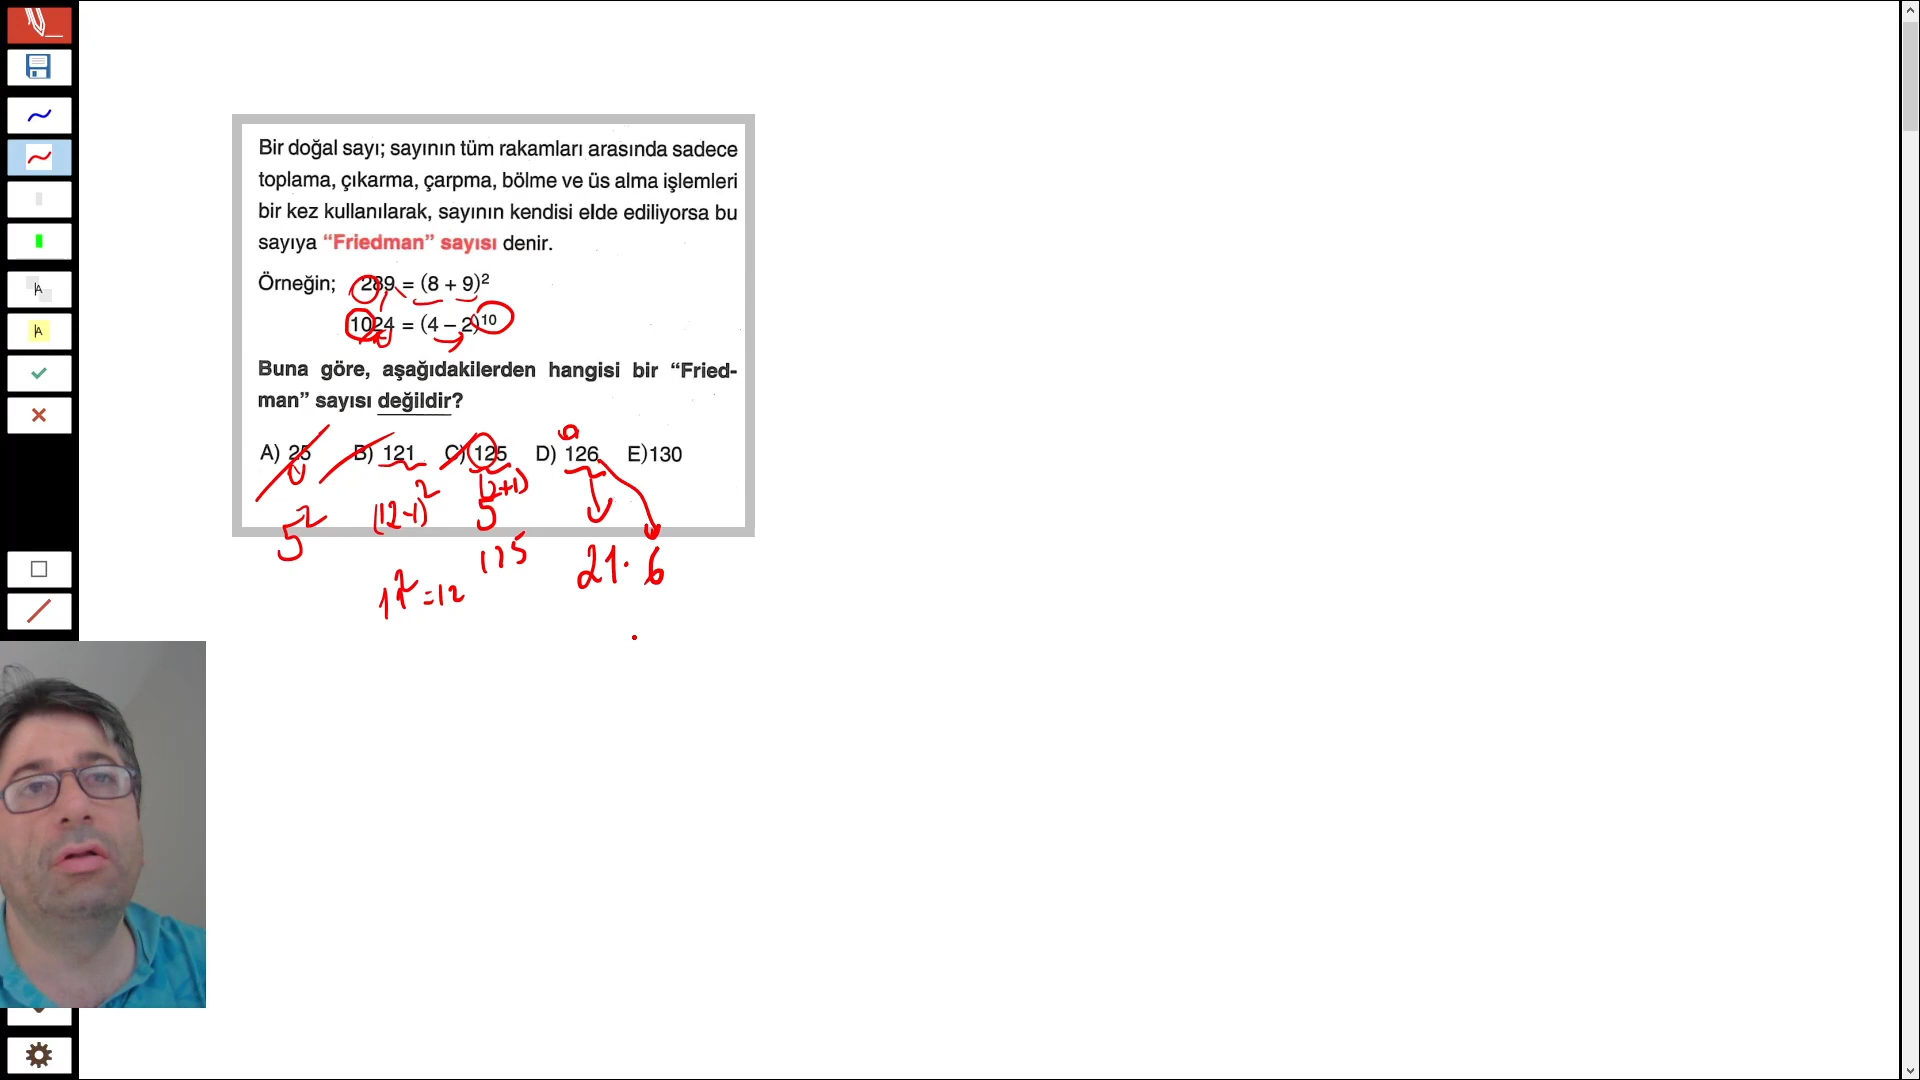 Bir doğal sayı; sayının tüm rakamları arasında sadece
toplama, çıkarma, çarpma, bölme ve üs alma işlemleri
bir kez kullanılarak, sayının kendisi elde ediliyorsa bu
sayıya “Friedman” sayısı denir.
Örneğin; 289 = (8 + 9)²
1024 = (4 – 2)¹⁰
Buna göre, aşağıdakilerden hangisi bir “Fried-
man” sayısı değildir?
A) 25 B) 121 C) 125 D) 126 E)130
5² (12-1)² 5⁽²⁺¹⁾ 21·6
125
11² = 12